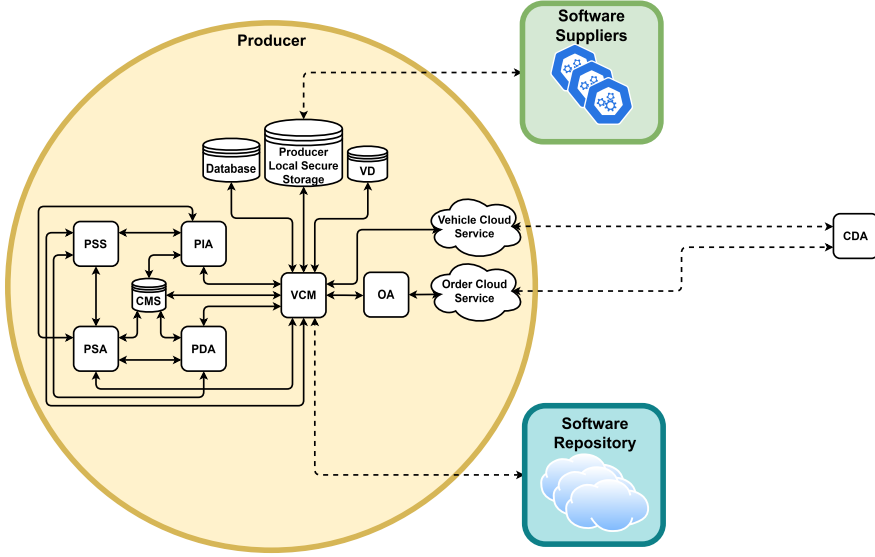 Software
Suppliers
Producer
Producer
Local Secure
Storage
Database
VD
Vehicle Cloud
Service
CDA
PSS
PIA
CMS
VCM
OA
Order Cloud
Service
PSA
PDA
Software
Repository